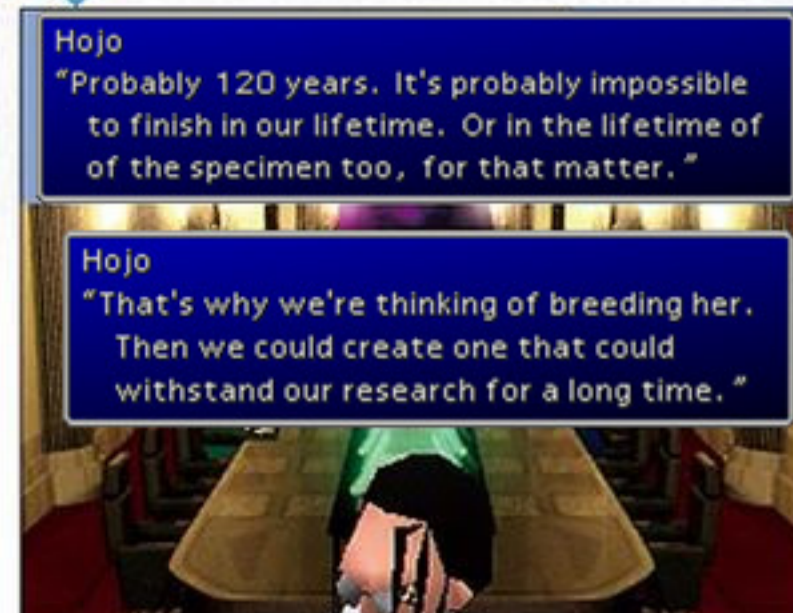 Hojo
“Probably 120 years. It's probably impossible
to finish in our lifetime. Or in the lifetime of
of the specimen too, for that matter.”
Hojo
“That's why we're thinking of breeding her.
Then we could create one that could
withstand our research for a long time.”